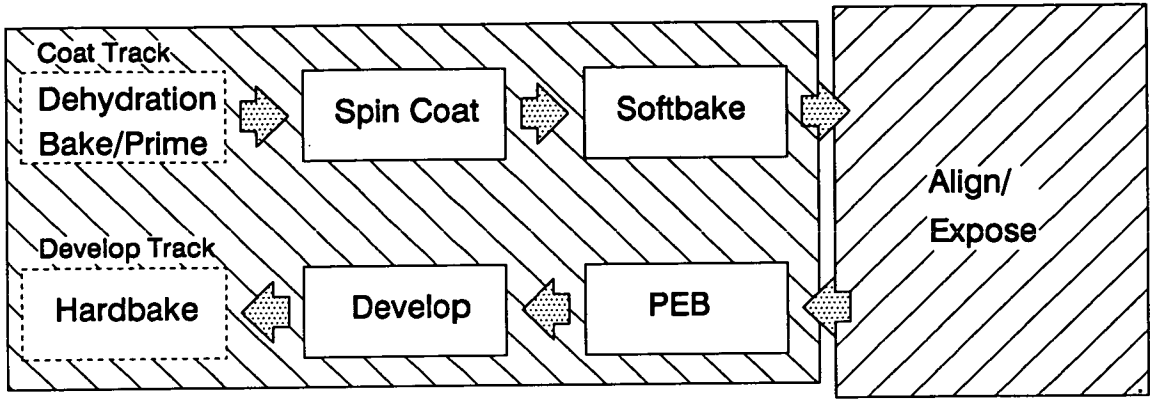 Coat Track
Dehydration
Bake/Prime
Spin Coat
Softbake
Align/
Expose
Develop Track
Hardbake
Develop
PEB